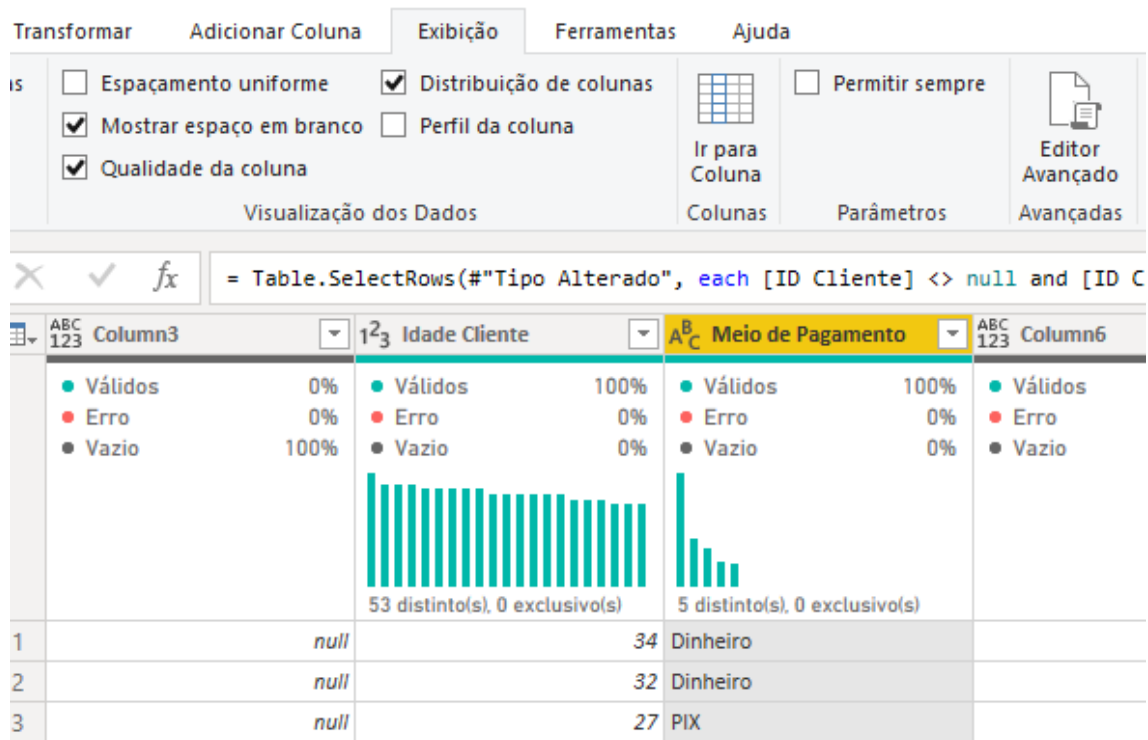 Transformar Adicionar Coluna Exibição Ferramentas Ajuda
Espaçamento uniforme Distribuição de colunas Permitir sempre
Mostrar espaço em branco Perfil da coluna
Ir para Coluna
Editor Avançado
Qualidade da coluna
Visualização dos Dados Colunas Parâmetros Avançadas
fx = Table.SelectRows(#"Tipo Alterado", each [ID Cliente] <> null and [ID C
ABC 123 Column3 123 Idade Cliente ABC Meio de Pagamento ABC 123 Column6
Válidos 0% Válidos 100% Válidos 100% Válidos
Erro 0% Erro 0% Erro 0% Erro
Vazio 100% Vazio 0% Vazio 0% Vazio
53 distinto(s), 0 exclusivo(s) 5 distinto(s), 0 exclusivo(s)
1 null 34 Dinheiro
2 null 32 Dinheiro
3 null 27 PIX